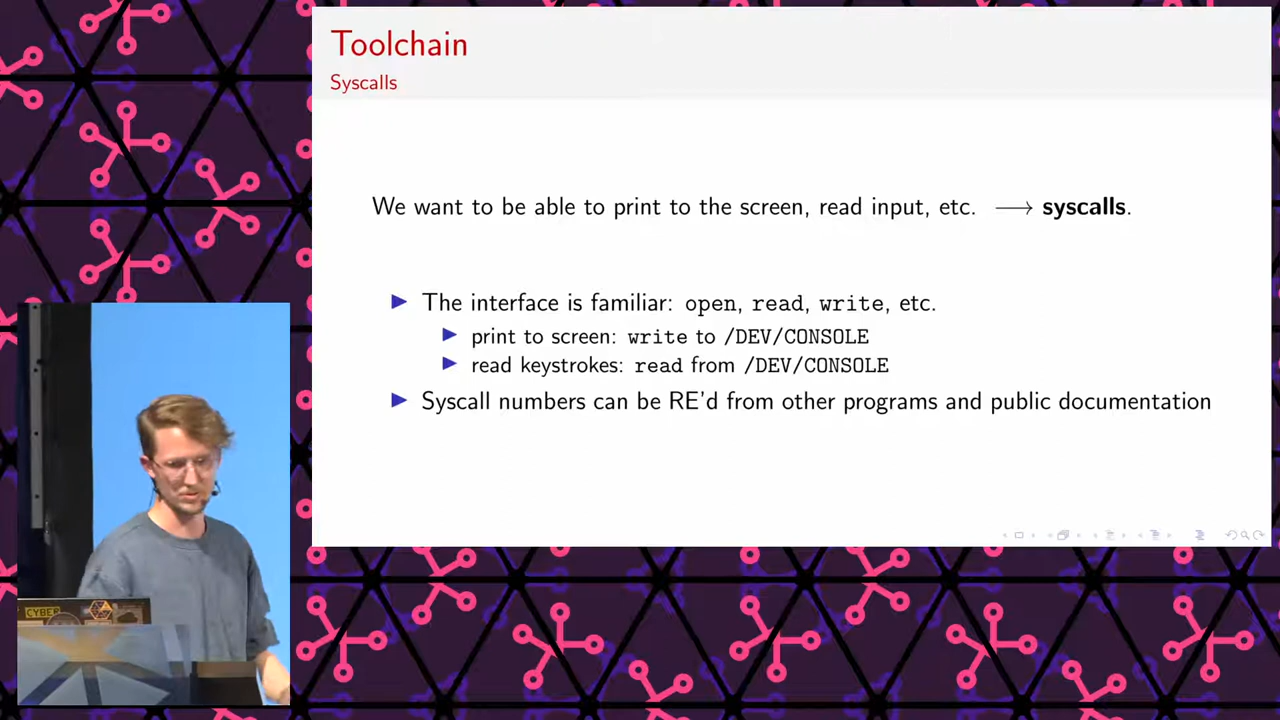 Toolchain
Syscalls
We want to be able to print to the screen, read input, etc. ⟶ syscalls.
▶ The interface is familiar: open, read, write, etc.
▶ print to screen: write to /DEV/CONSOLE
▶ read keystrokes: read from /DEV/CONSOLE
▶ Syscall numbers can be RE'd from other programs and public documentation
CYBER